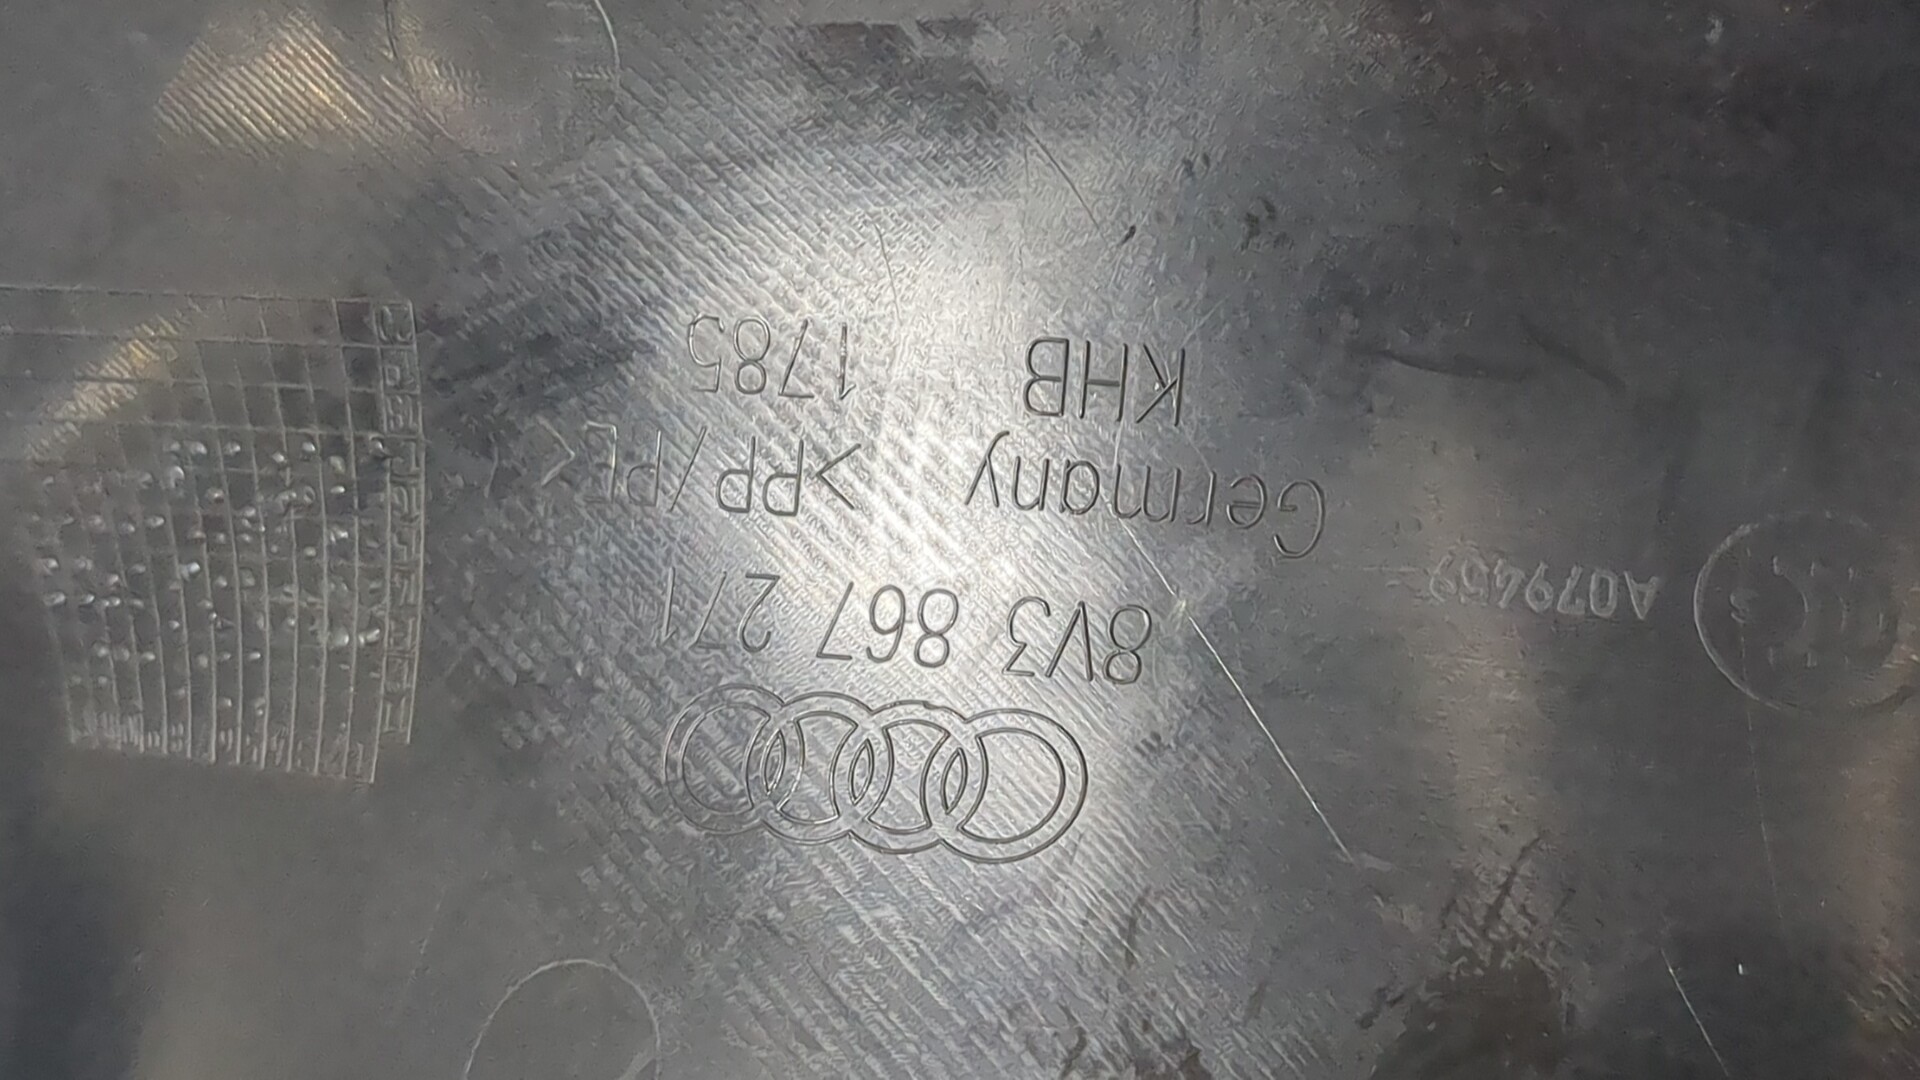 8V3 867 271
Germany >PP/PE<
KHB 1785
A079459